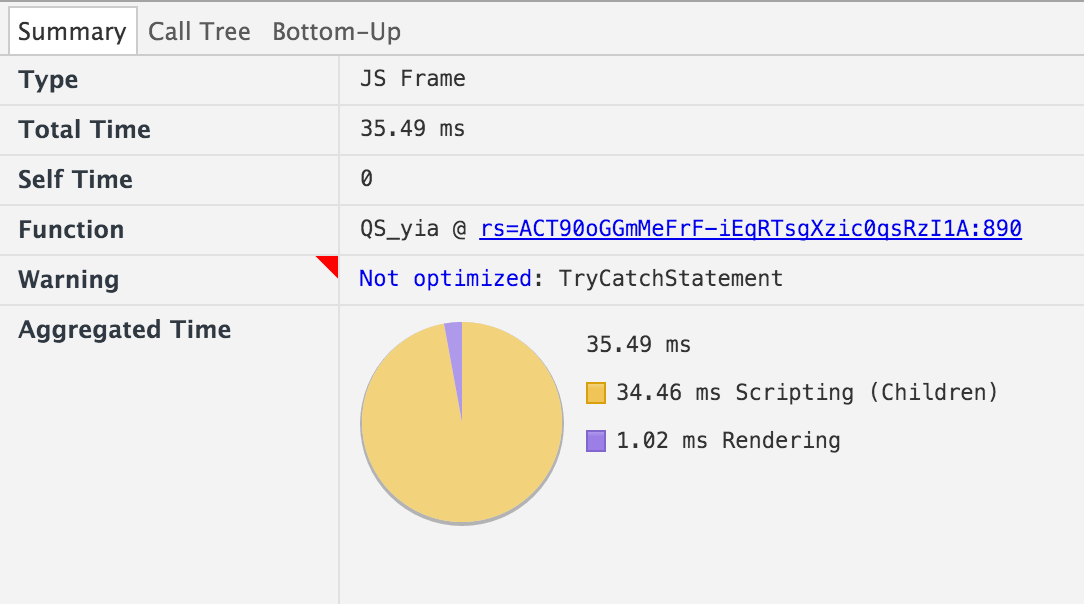 Summary Call Tree Bottom-Up
Type JS Frame
Total Time 35.49 ms
Self Time 0
Function QS_yia @ rs=ACT90oGGmMeFrF-iEqRTsgXzic0qsRzI1A:890
Warning Not optimized: TryCatchStatement
Aggregated Time
35.49 ms
34.46 ms Scripting (Children)
1.02 ms Rendering